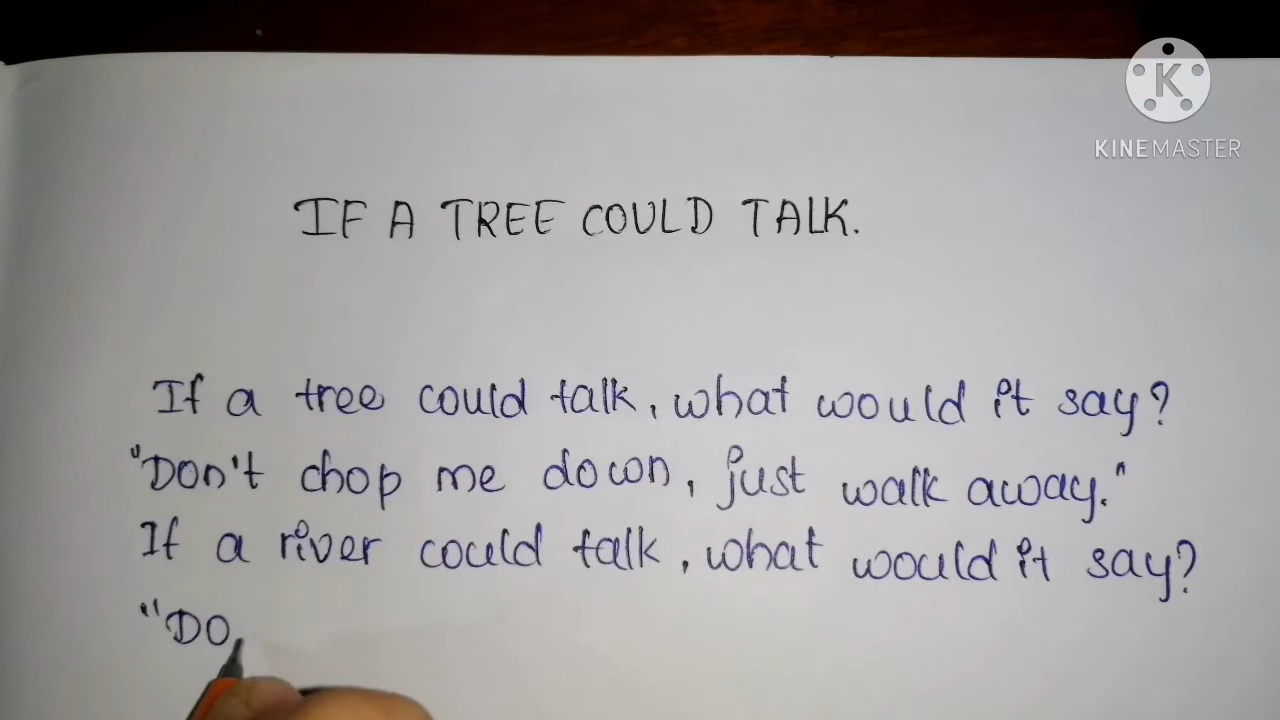 K
KINEMASTER
IF A TREE COULD TALK.
If a tree could talk, what would it say?
"Don't chop me down, just walk away."
If a river could talk, what would it say?
"DO